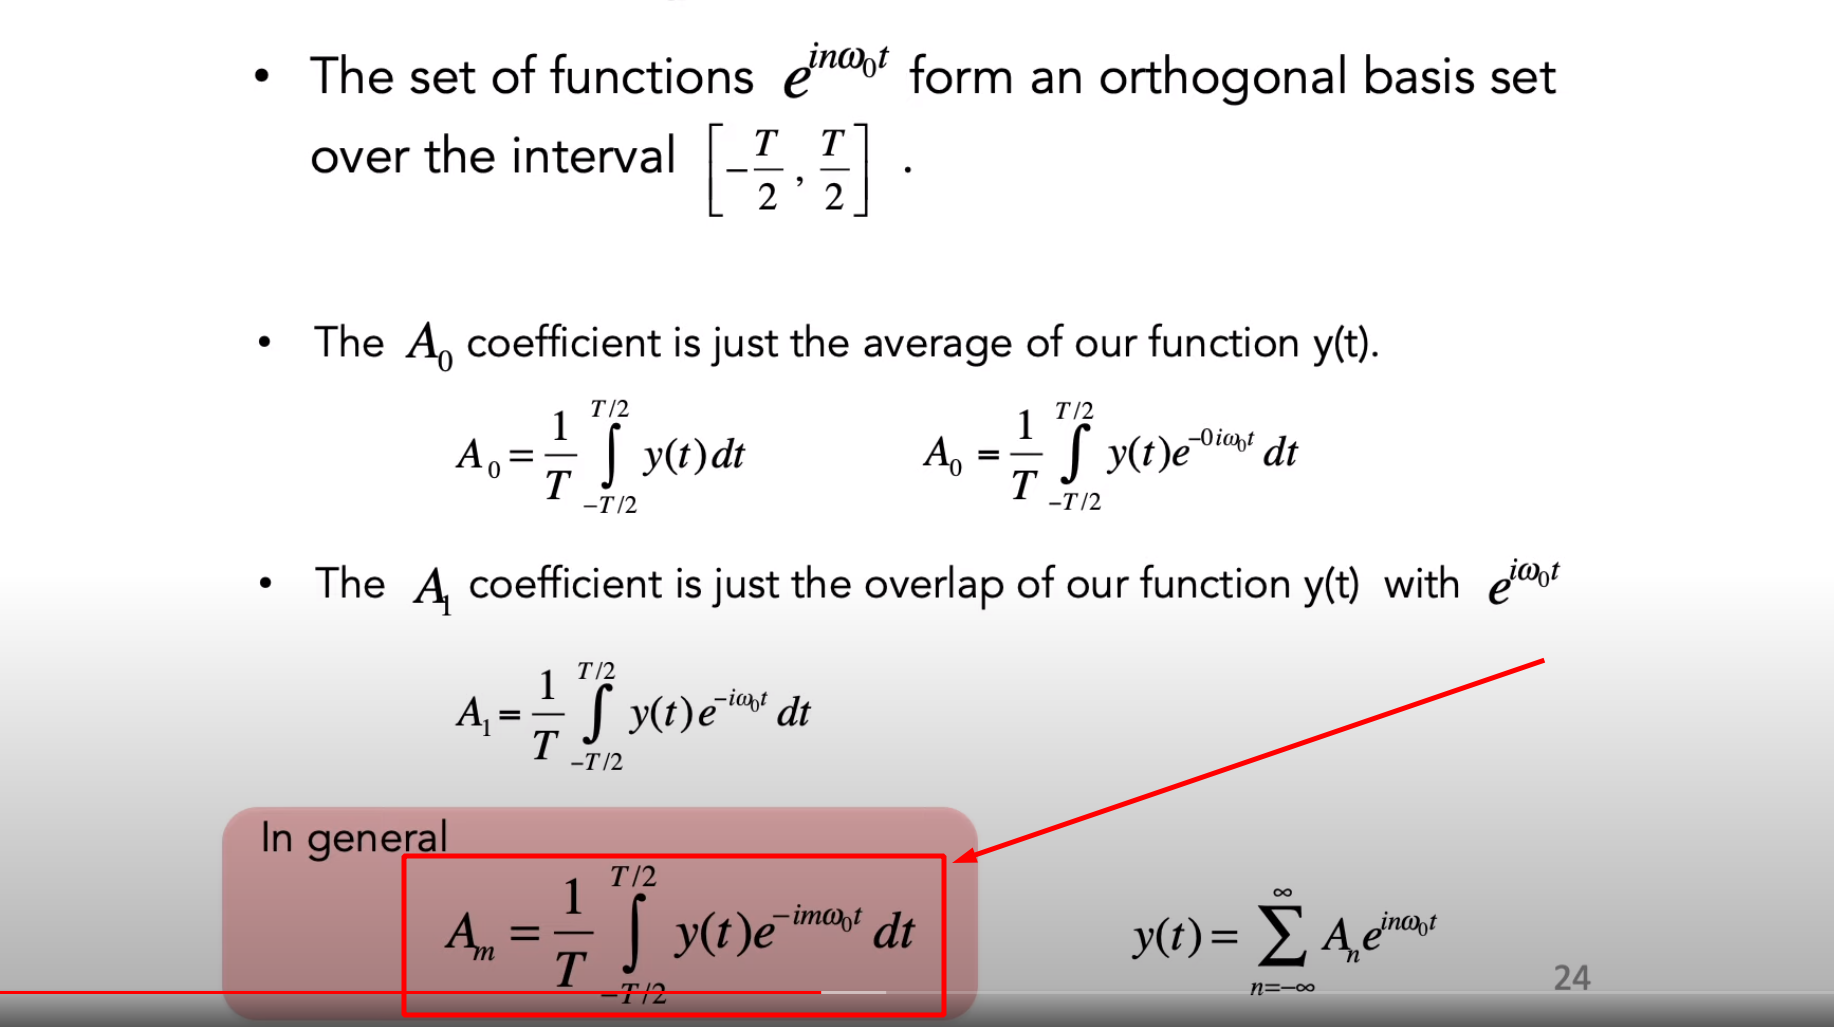 • The set of functions $e^{in\omega_0 t}$ form an orthogonal basis set
over the interval $\left[-\frac{T}{2}, \frac{T}{2}\right]$ .
• The $A_0$ coefficient is just the average of our function y(t).
$A_0 = \frac{1}{T} \int_{-T/2}^{T/2} y(t) dt$ $A_0 = \frac{1}{T} \int_{-T/2}^{T/2} y(t) e^{-0i\omega_0 t} dt$
• The $A_1$ coefficient is just the overlap of our function y(t) with $e^{i\omega_0 t}$
$A_1 = \frac{1}{T} \int_{-T/2}^{T/2} y(t) e^{-i\omega_0 t} dt$
In general
$A_m = \frac{1}{T} \int_{-T/2}^{T/2} y(t) e^{-im\omega_0 t} dt$ $y(t) = \sum_{n=-\infty}^{\infty} A_n e^{in\omega_0 t}$
24